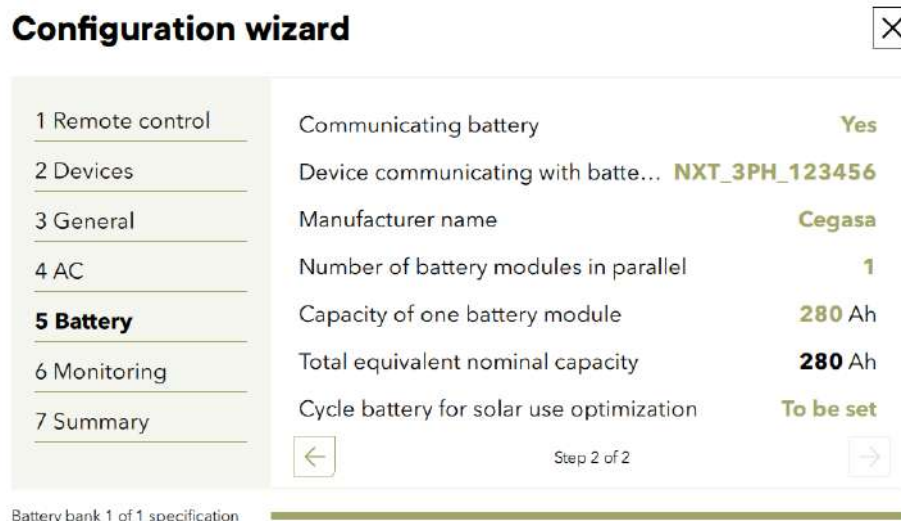 Configuration wizard
1 Remote control
2 Devices
3 General
4 AC
5 Battery
6 Monitoring
7 Summary
Communicating battery Yes
Device communicating with batte... NXT_3PH_123456
Manufacturer name Cegasa
Number of battery modules in parallel 1
Capacity of one battery module 280 Ah
Total equivalent nominal capacity 280 Ah
Cycle battery for solar use optimization To be set
Step 2 of 2
Battery bank 1 of 1 specification